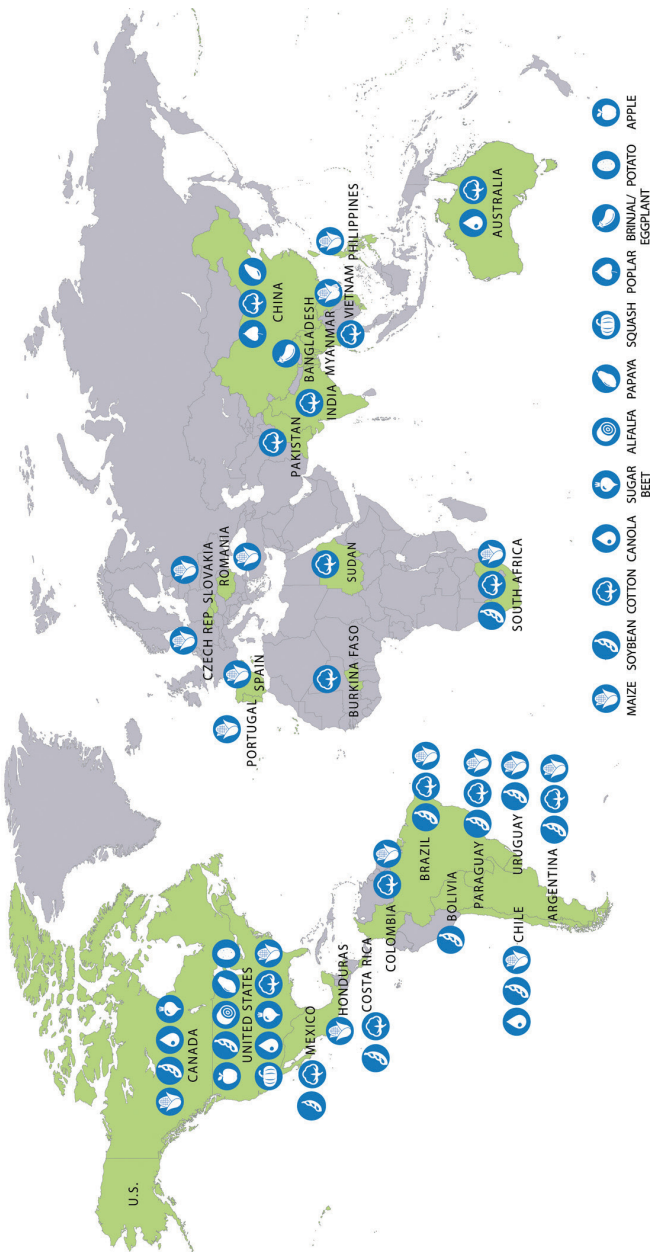 U.S.
CANADA
UNITED STATES
MEXICO
HONDURAS
COSTA RICA
COLOMBIA
BRAZIL
BOLIVIA
PARAGUAY
URUGUAY
CHILE
ARGENTINA
PORTUGAL
SPAIN
CZECH REP.
SLOVAKIA
ROMANIA
BURKINA FASO
SUDAN
SOUTH AFRICA
PAKISTAN
INDIA
BANGLADESH
MYANMAR
CHINA
VIETNAM
PHILIPPINES
AUSTRALIA
MAIZE
SOYBEAN
COTTON
CANOLA
SUGAR
BEET
ALFALFA
PAPAYA
SQUASH
POPLAR
BRINJAL/
EGGPLANT
POTATO
APPLE